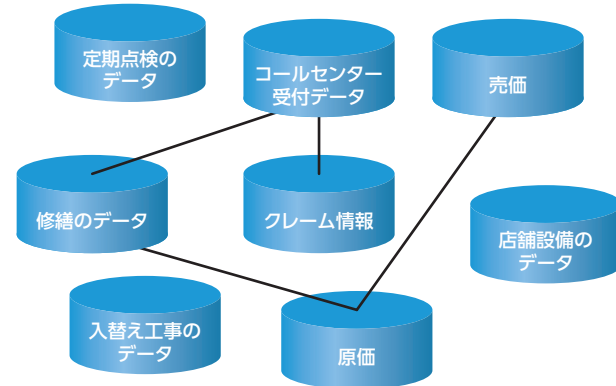 定期点検の
データ
コールセンター
受付データ
売価
修繕のデータ
クレーム情報
店舗設備の
データ
入替え工事の
データ
原価